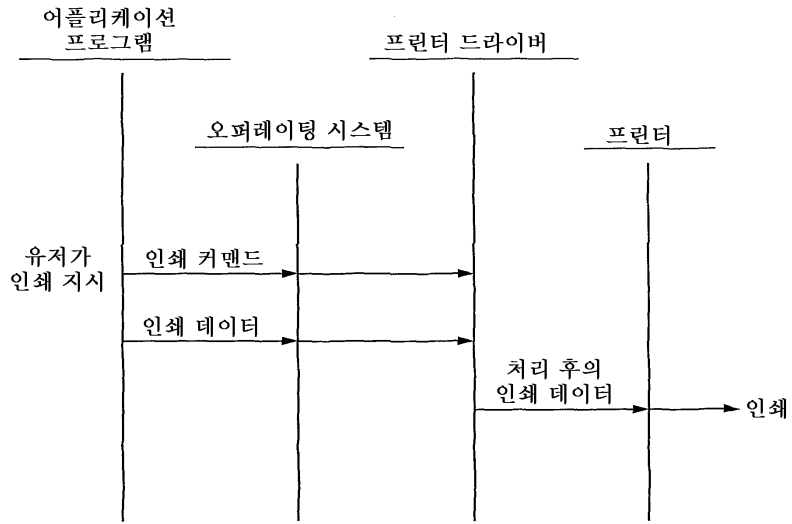 어플리케이션
프로그램
프린터 드라이버
오퍼레이팅 시스템
프린터
유저가
인쇄 지시
인쇄 커맨드
인쇄 데이터
처리 후의
인쇄 데이터
인쇄